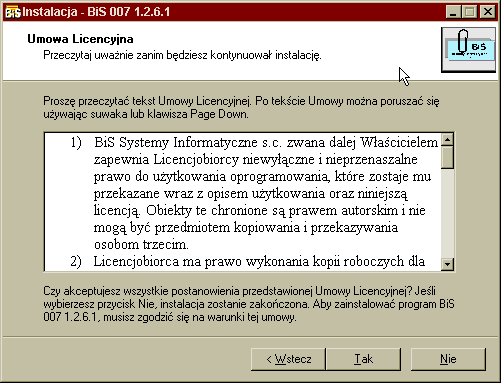 Instalacja - BiS 007 1.2.6.1
Umowa Licencyjna
Przeczytaj uważnie zanim będziesz kontynuował instalację.
BiS
Proszę przeczytać tekst Umowy Licencyjnej. Po tekście Umowy można poruszać się
używając suwaka lub klawisza Page Down.
1) BiS Systemy Informatyczne s.c. zwana dalej Właścicielem
zapewnia Licencjobiorcy niewyłączne i nieprzenaszalne
prawo do użytkowania oprogramowania, które zostaje mu
przekazane wraz z opisem użytkowania oraz niniejszą
licencją. Obiekty te chronione są prawem autorskim i nie
mogą być przedmiotem kopiowania i przekazywania
osobom trzecim.
2) Licencjobiorca ma prawo wykonania kopii roboczych dla
Czy akceptujesz wszystkie postanowienia przedstawionej Umowy Licencyjnej? Jeśli
wybierzesz przycisk Nie, instalacja zostanie zakończona. Aby zainstalować program BiS
007 1.2.6.1, musisz zgodzić się na warunki tej umowy.
< Wstecz
Tak
Nie